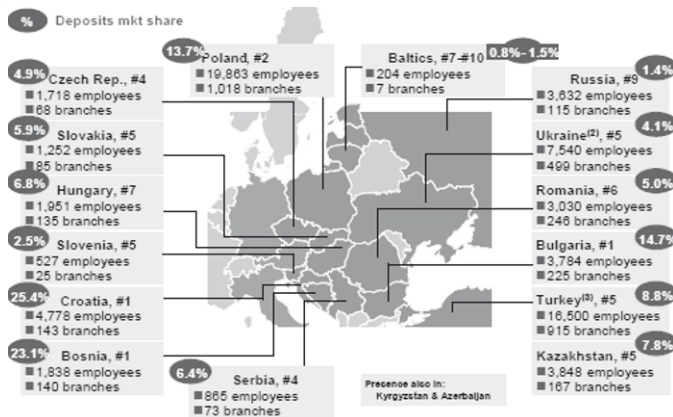 % Deposits mkt share
4.9%
Czech Rep., #4
1,718 employees
68 branches
5.9%
Slovakia, #5
1,252 employees
85 branches
6.8%
Hungary, #7
1,951 employees
135 branches
2.5%
Slovenia, #5
527 employees
25 branches
25.4%
Croatia, #1
4,778 employees
143 branches
23.1%
Bosnia, #1
1,838 employees
140 branches
13.7%
Poland, #2
19,863 employees
1,018 branches
6.4%
Serbia, #4
865 employees
73 branches
Baltics, #7-#10
0.8%-1.5%
204 employees
7 branches
Presence also in:
Kyrgyzstan & Azerbaijan
1.4%
Russia, #9
3,632 employees
115 branches
4.1%
Ukraine(2), #5
7,540 employees
499 branches
5.0%
Romania, #6
3,030 employees
246 branches
14.7%
Bulgaria, #1
3,784 employees
225 branches
8.8%
Turkey(3), #5
16,500 employees
915 branches
7.8%
Kazakhstan, #5
3,848 employees
167 branches